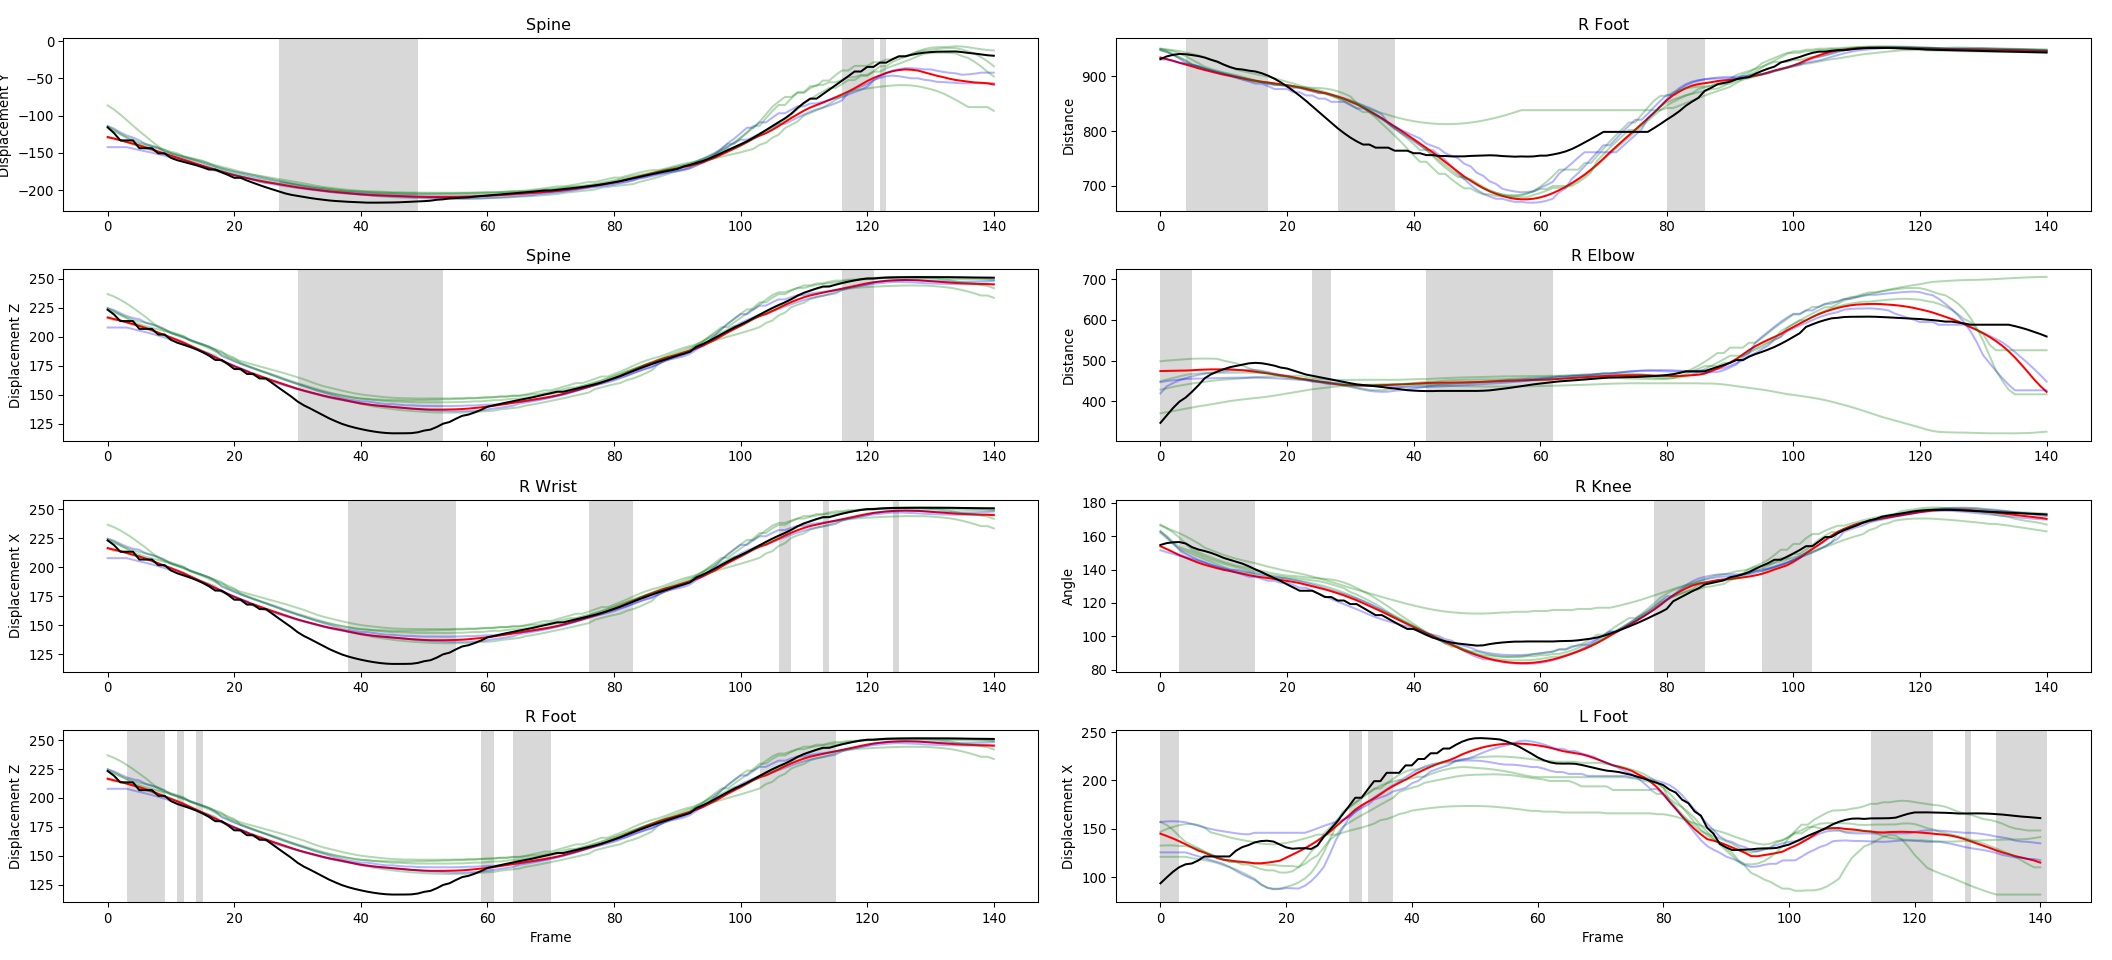 Spine
Displacement Y
0
−50
−100
−150
−200
0 20 40 60 80 100 120 140
R Foot
Distance
900
800
700
0 20 40 60 80 100 120 140
Spine
Displacement Z
250
225
200
175
150
125
0 20 40 60 80 100 120 140
R Elbow
Distance
700
600
500
400
0 20 40 60 80 100 120 140
R Wrist
Displacement X
250
225
200
175
150
125
0 20 40 60 80 100 120 140
R Knee
Angle
180
160
140
120
100
80
0 20 40 60 80 100 120 140
R Foot
Displacement Z
250
225
200
175
150
125
0 20 40 60 80 100 120 140
Frame
L Foot
Displacement X
250
200
150
100
0 20 40 60 80 100 120 140
Frame